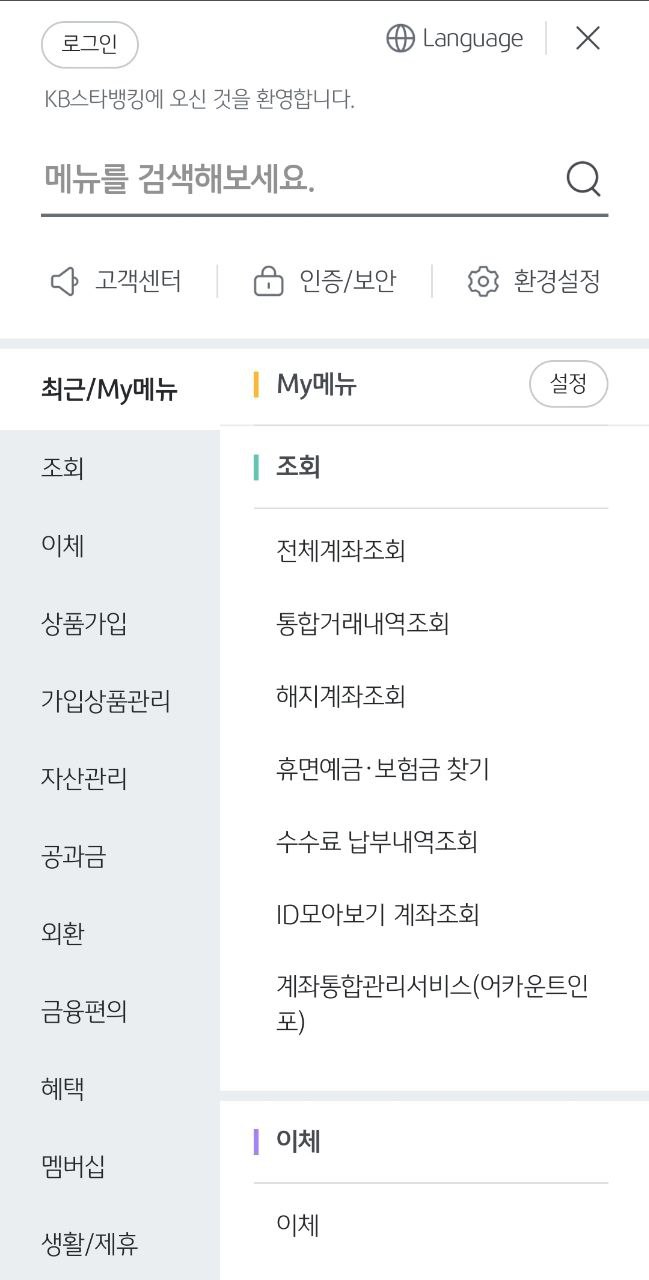 로그인
Language
KB스타뱅킹에 오신 것을 환영합니다.
메뉴를 검색해보세요.
고객센터
인증/보안
환경설정
최근/My메뉴
조회
이체
상품가입
가입상품관리
자산관리
공과금
외환
금융편의
혜택
멤버십
생활/제휴
My메뉴
설정
조회
전체계좌조회
통합거래내역조회
해지계좌조회
휴면예금·보험금 찾기
수수료 납부내역조회
ID모아보기 계좌조회
계좌통합관리서비스(어카운트인
포)
이체
이체